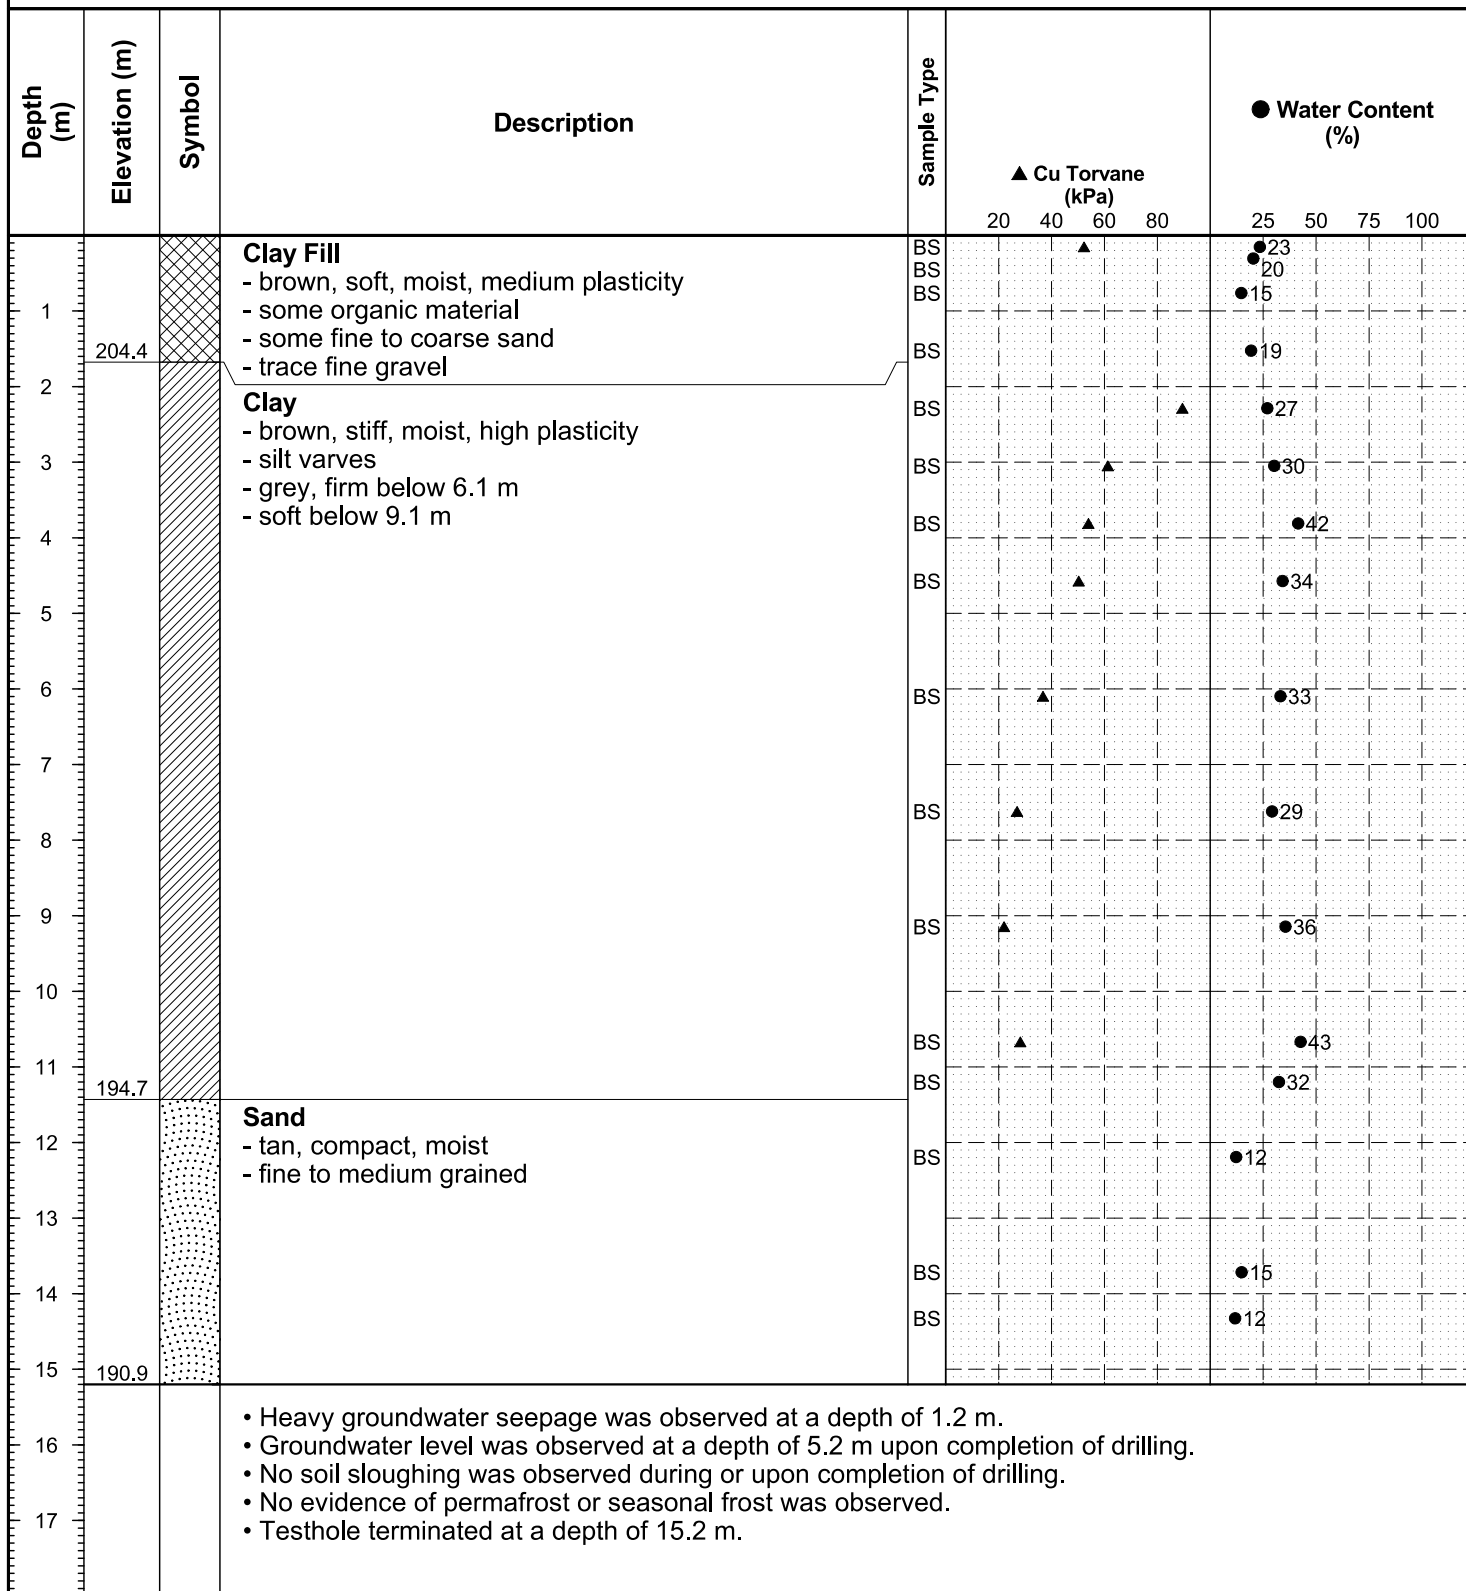 Depth (m)
Elevation (m)
Symbol
Description
Sample Type
▲ Cu Torvane
(kPa)
20 40 60 80
● Water Content
(%)
25 50 75 100
Clay Fill
- brown, soft, moist, medium plasticity
- some organic material
- some fine to coarse sand
- trace fine gravel
BS 23
BS 20
BS 15
1
204.4
BS 19
2
Clay
- brown, stiff, moist, high plasticity
- silt varves
- grey, firm below 6.1 m
- soft below 9.1 m
BS 27
3
BS 30
BS 42
4
BS 34
5
6
BS 33
7
BS 29
8
9
BS 36
10
BS 43
11
BS 32
194.7
Sand
- tan, compact, moist
- fine to medium grained
12
BS 12
13
BS 15
14
BS 12
15
190.9
• Heavy groundwater seepage was observed at a depth of 1.2 m.
16
• Groundwater level was observed at a depth of 5.2 m upon completion of drilling.
• No soil sloughing was observed during or upon completion of drilling.
• No evidence of permafrost or seasonal frost was observed.
17
• Testhole terminated at a depth of 15.2 m.